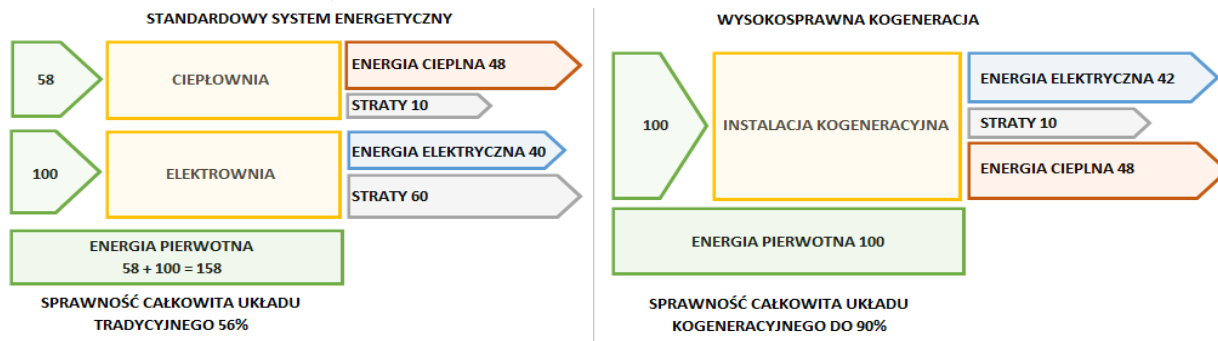 STANDARDOWY SYSTEM ENERGETYCZNY
58
CIEPŁOWNIA
ENERGIA CIEPLNA 48
STRATY 10
100
ELEKTROWNIA
ENERGIA ELEKTRYCZNA 40
STRATY 60
ENERGIA PIERWOTNA
58 + 100 = 158
SPRAWNOŚĆ CAŁKOWITA UKŁADU
TRADYCYJNEGO 56%
WYSOKOSPRAWNA KOGENERACJA
100
INSTALACJA KOGENERACYJNA
ENERGIA ELEKTRYCZNA 42
STRATY 10
ENERGIA CIEPLNA 48
ENERGIA PIERWOTNA 100
SPRAWNOŚĆ CAŁKOWITA UKŁADU
KOGENERACYJNEGO DO 90%